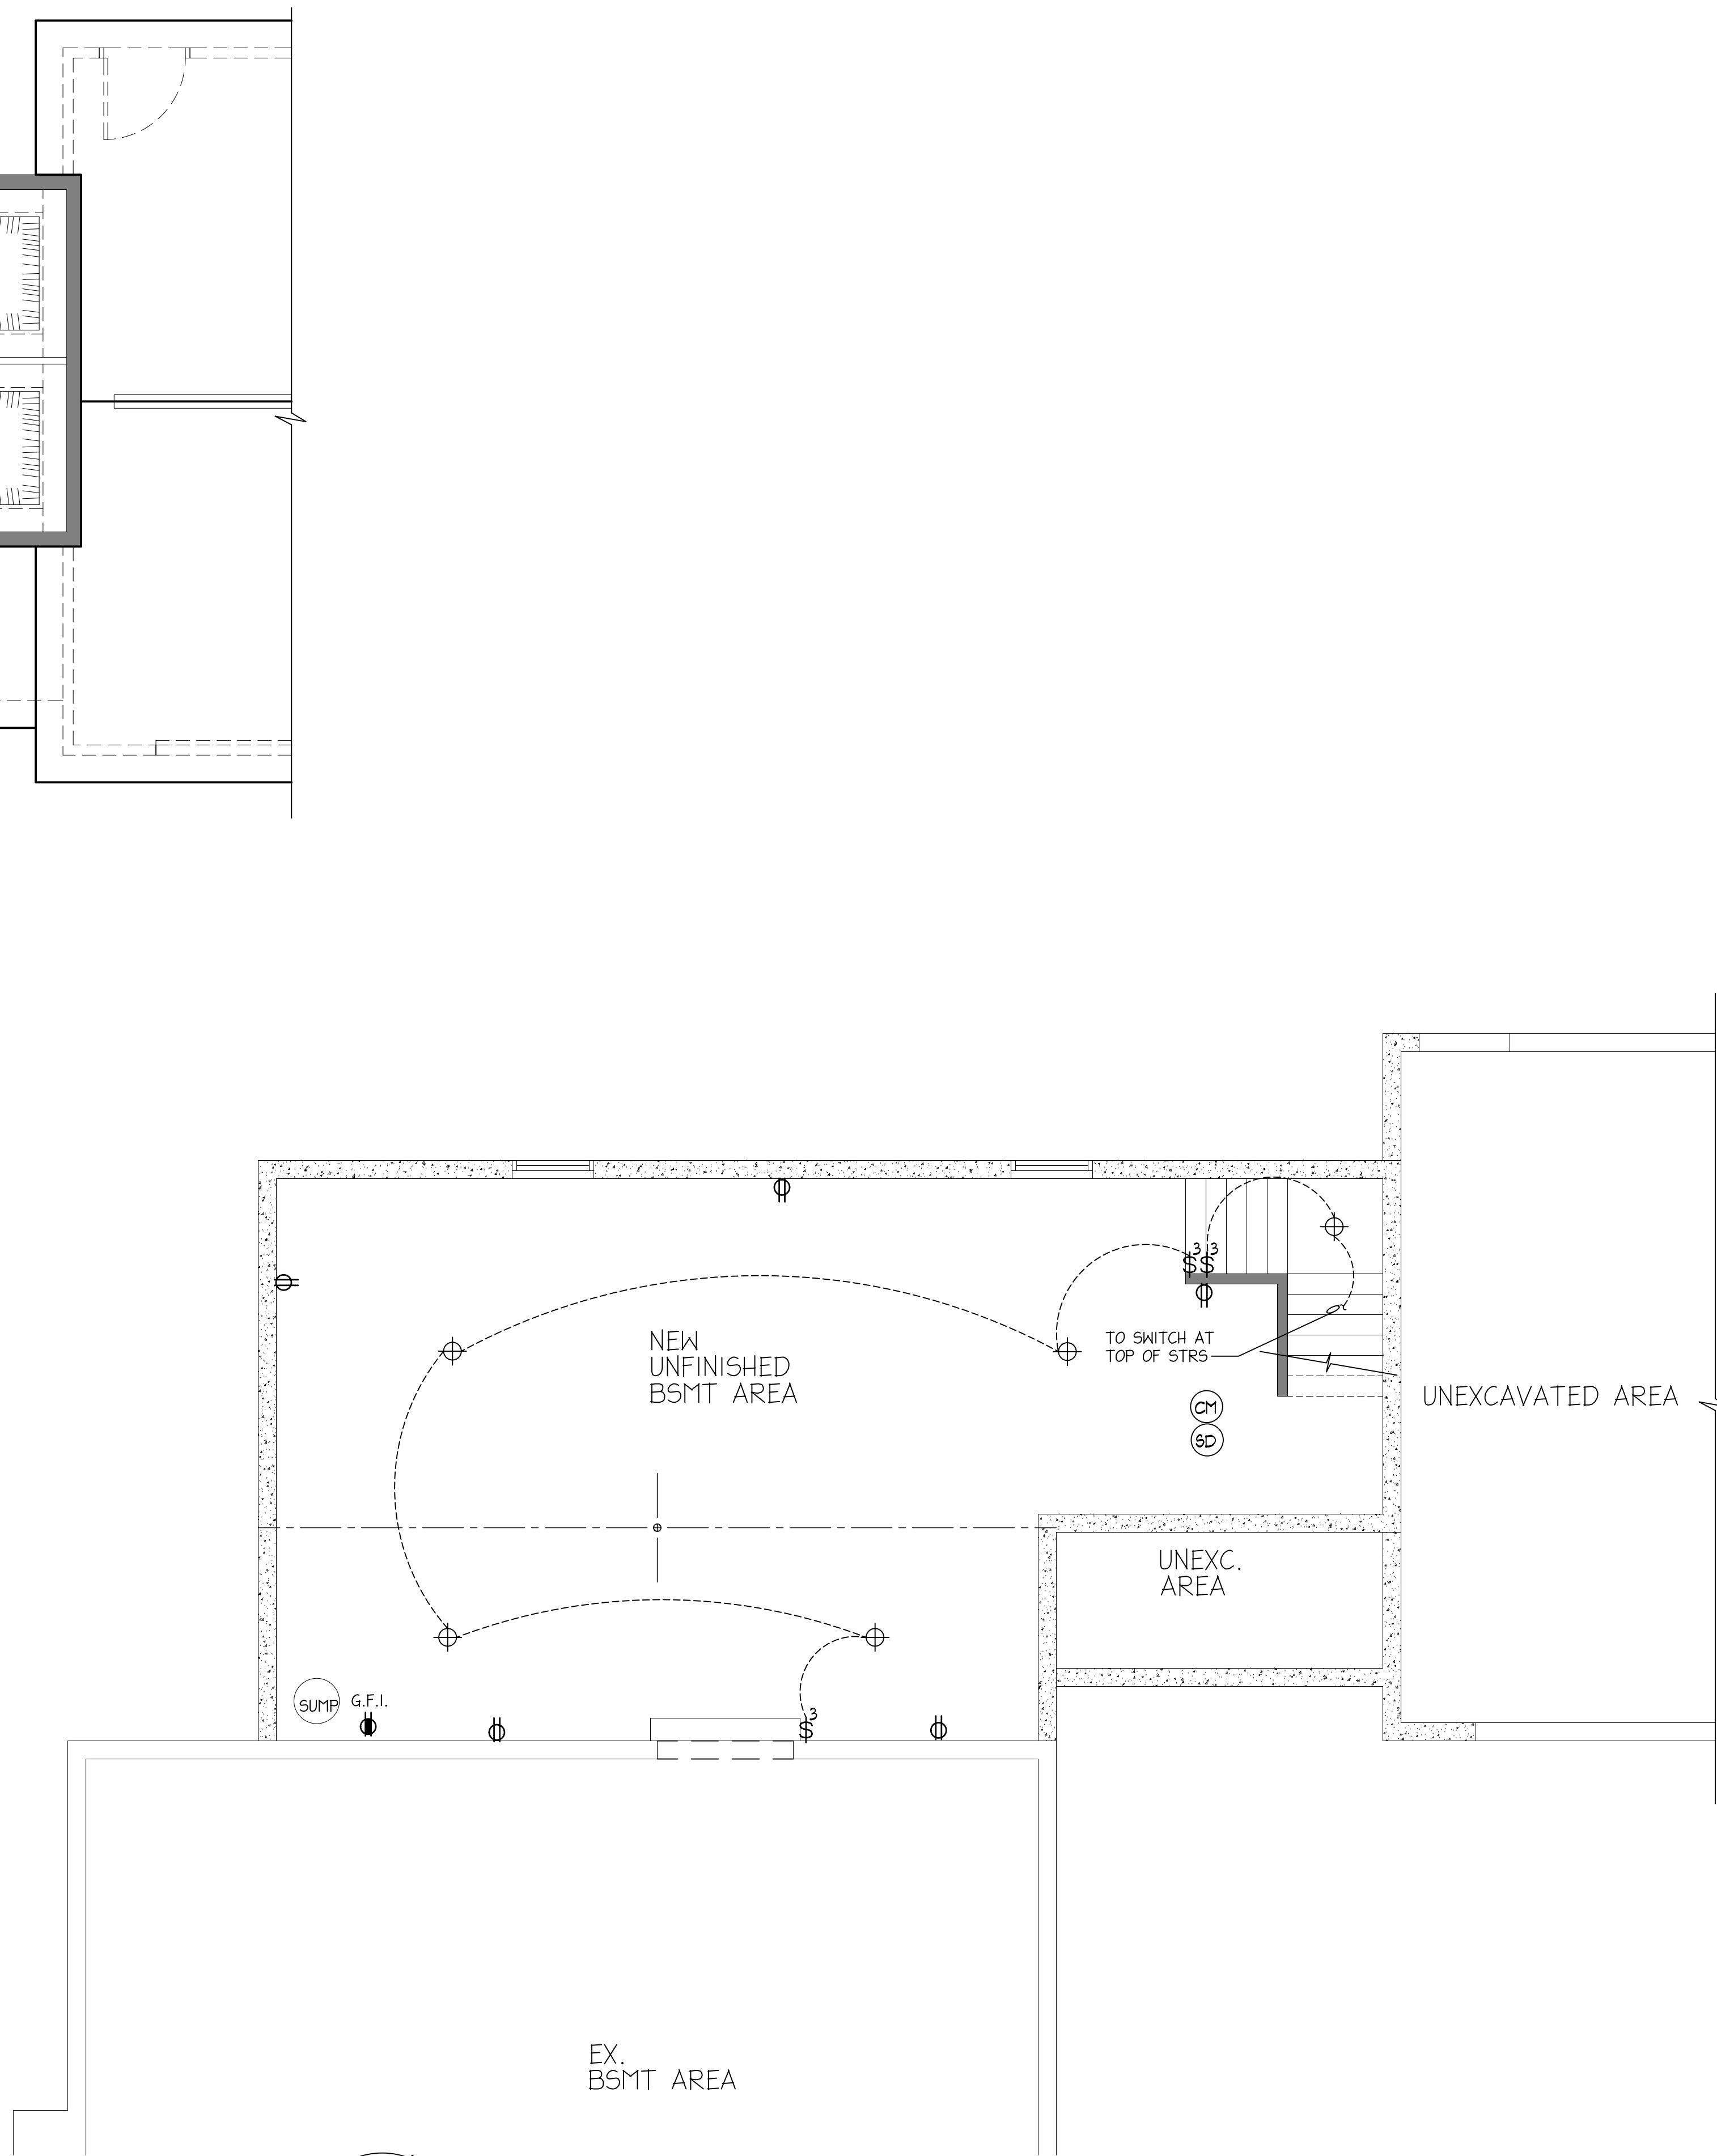 3 3
$ $
NEW
UNFINISHED
BSMT AREA
TO SWITCH AT
TOP OF STRS
UNEXCAVATED AREA
CM
SD
UNEXC.
AREA
SUMP
G.F.I.
3
$
EX.
BSMT AREA